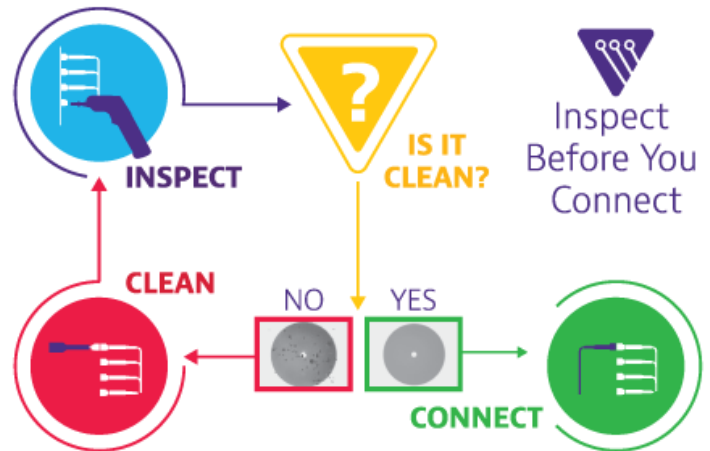 INSPECT
?
IS IT
CLEAN?
Inspect
Before You
Connect
CLEAN
NO
YES
CONNECT